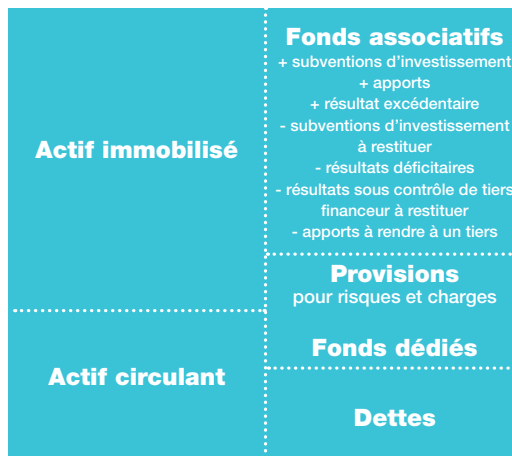 Actif immobilisé
Actif circulant
Fonds associatifs
+ subventions d'investissement
+ apports
+ résultat excédentaire
- subventions d'investissement
à restituer
- résultats déficitaires
- résultats sous contrôle de tiers
financeur à restituer
- apports à rendre à un tiers
Provisions
pour risques et charges
Fonds dédiés
Dettes